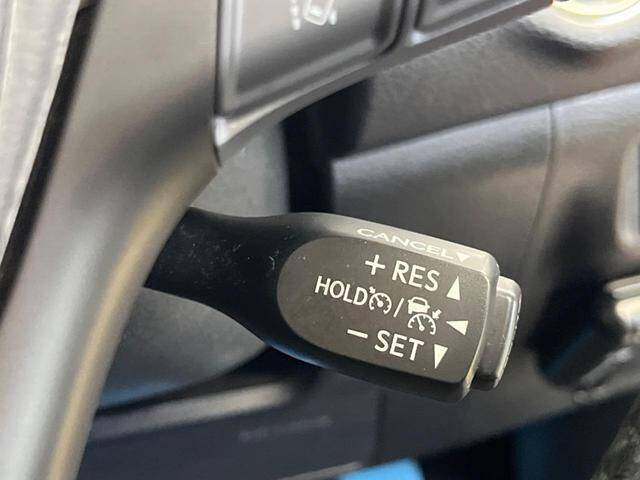 CANCEL▼
+ RES ▲
HOLD / ◀
− SET ▼